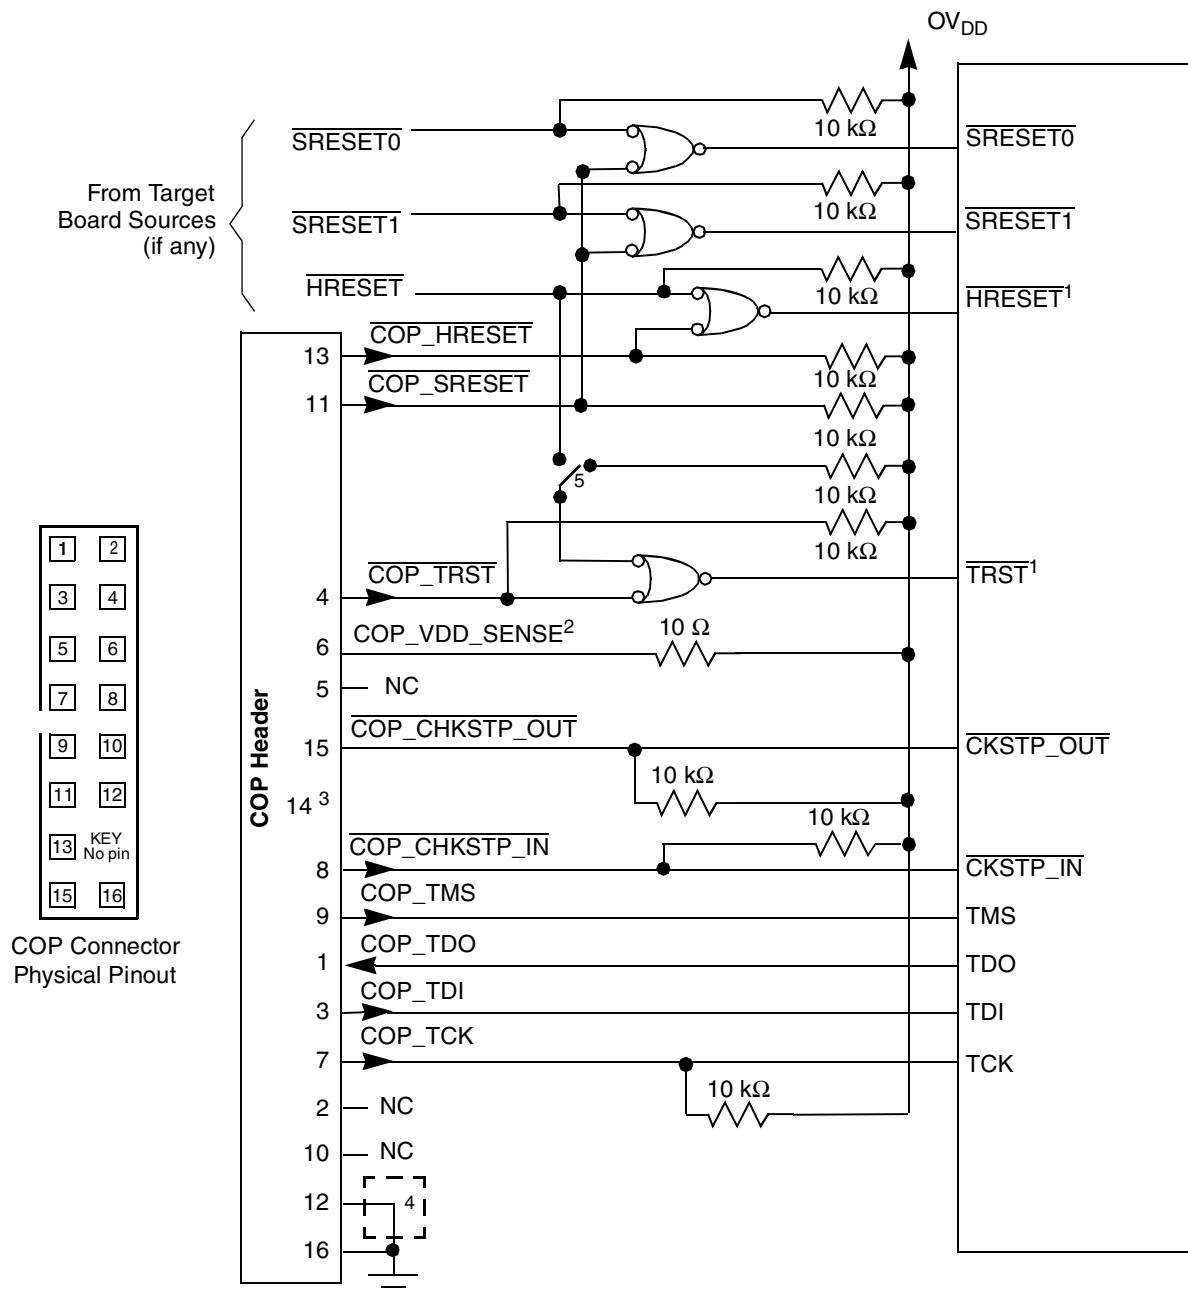 OVDD
10 kΩ
SRESET0
SRESET0
From Target
Board Sources
(if any)
10 kΩ
SRESET1
SRESET1
HRESET
10 kΩ
HRESET1
COP_HRESET
13
10 kΩ
COP_SRESET
11
10 kΩ
5
10 kΩ
10 kΩ
COP_TRST
4
TRST1
COP_VDD_SENSE2
10 Ω
6
5
NC
COP_CHKSTP_OUT
15
CKSTP_OUT
10 kΩ
14 3
10 kΩ
COP_CHKSTP_IN
8
CKSTP_IN
COP_TMS
9
TMS
COP_TDO
1
TDO
COP_TDI
3
TDI
COP_TCK
7
TCK
10 kΩ
2
NC
10
NC
12
4
16
COP Header
1 2
3 4
5 6
7 8
9 10
11 12
13 KEY
No pin
15 16
COP Connector
Physical Pinout